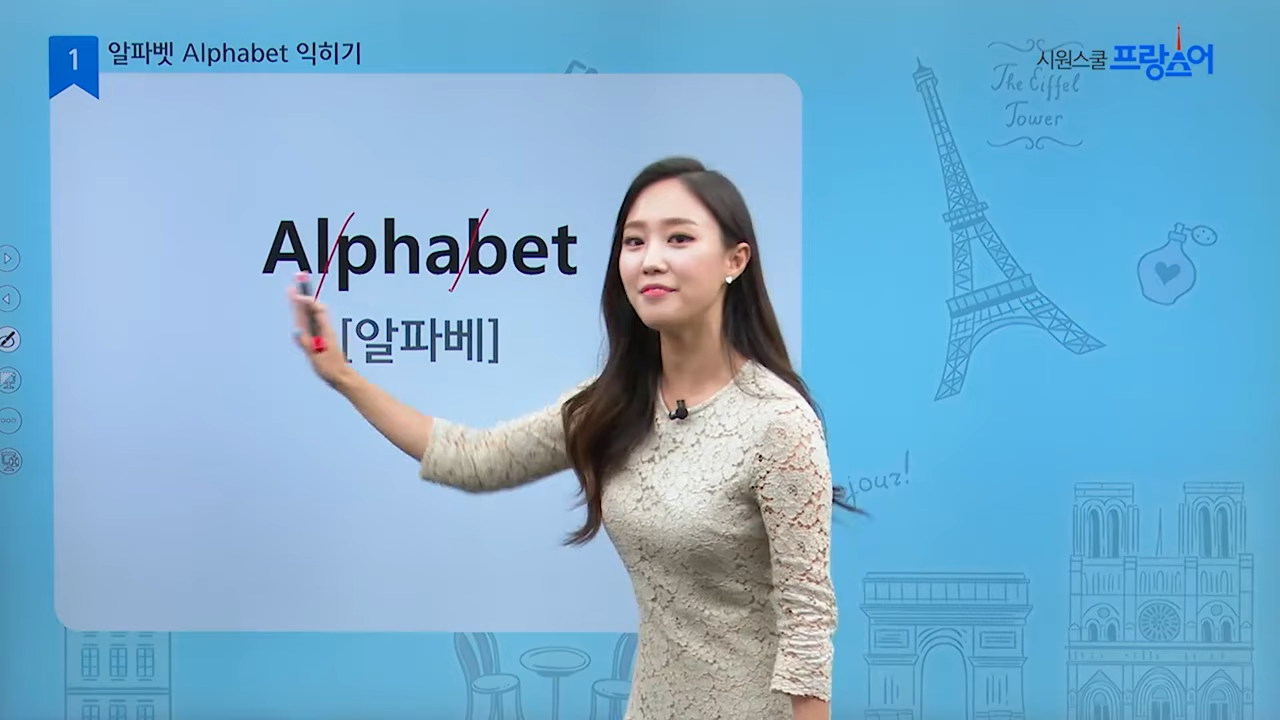 1
알파벳 Alphabet 익히기
시원스쿨 프랑스어
The Eiffel
Tower
Alphabet
[알파베]
jour!